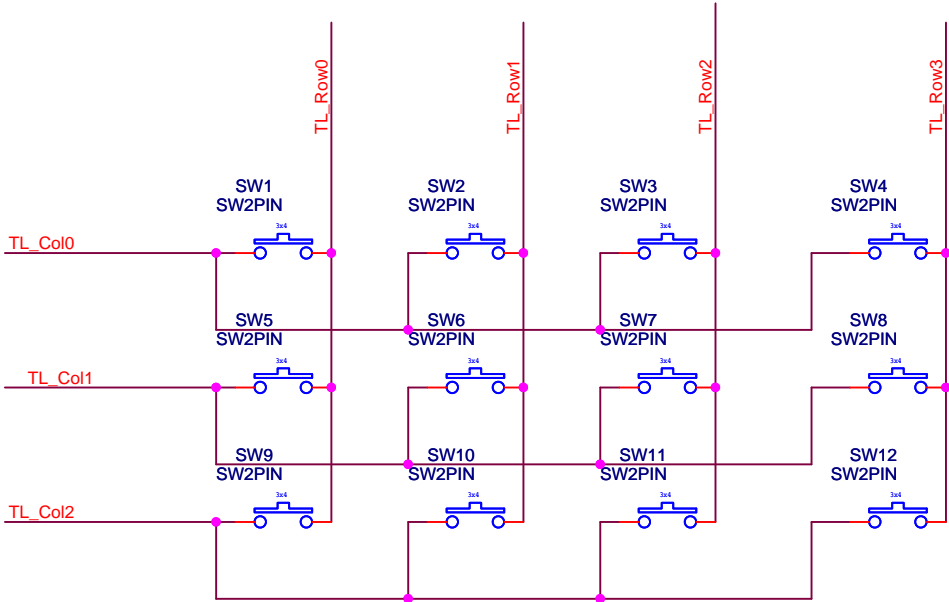 TL_Row0
TL_Row1
TL_Row2
TL_Row3
SW1
SW2PIN
3x4
SW2
SW2PIN
3x4
SW3
SW2PIN
3x4
SW4
SW2PIN
3x4
TL_Col0
SW5
SW2PIN
3x4
SW6
SW2PIN
3x4
SW7
SW2PIN
3x4
SW8
SW2PIN
3x4
TL_Col1
SW9
SW2PIN
3x4
SW10
SW2PIN
3x4
SW11
SW2PIN
3x4
SW12
SW2PIN
3x4
TL_Col2